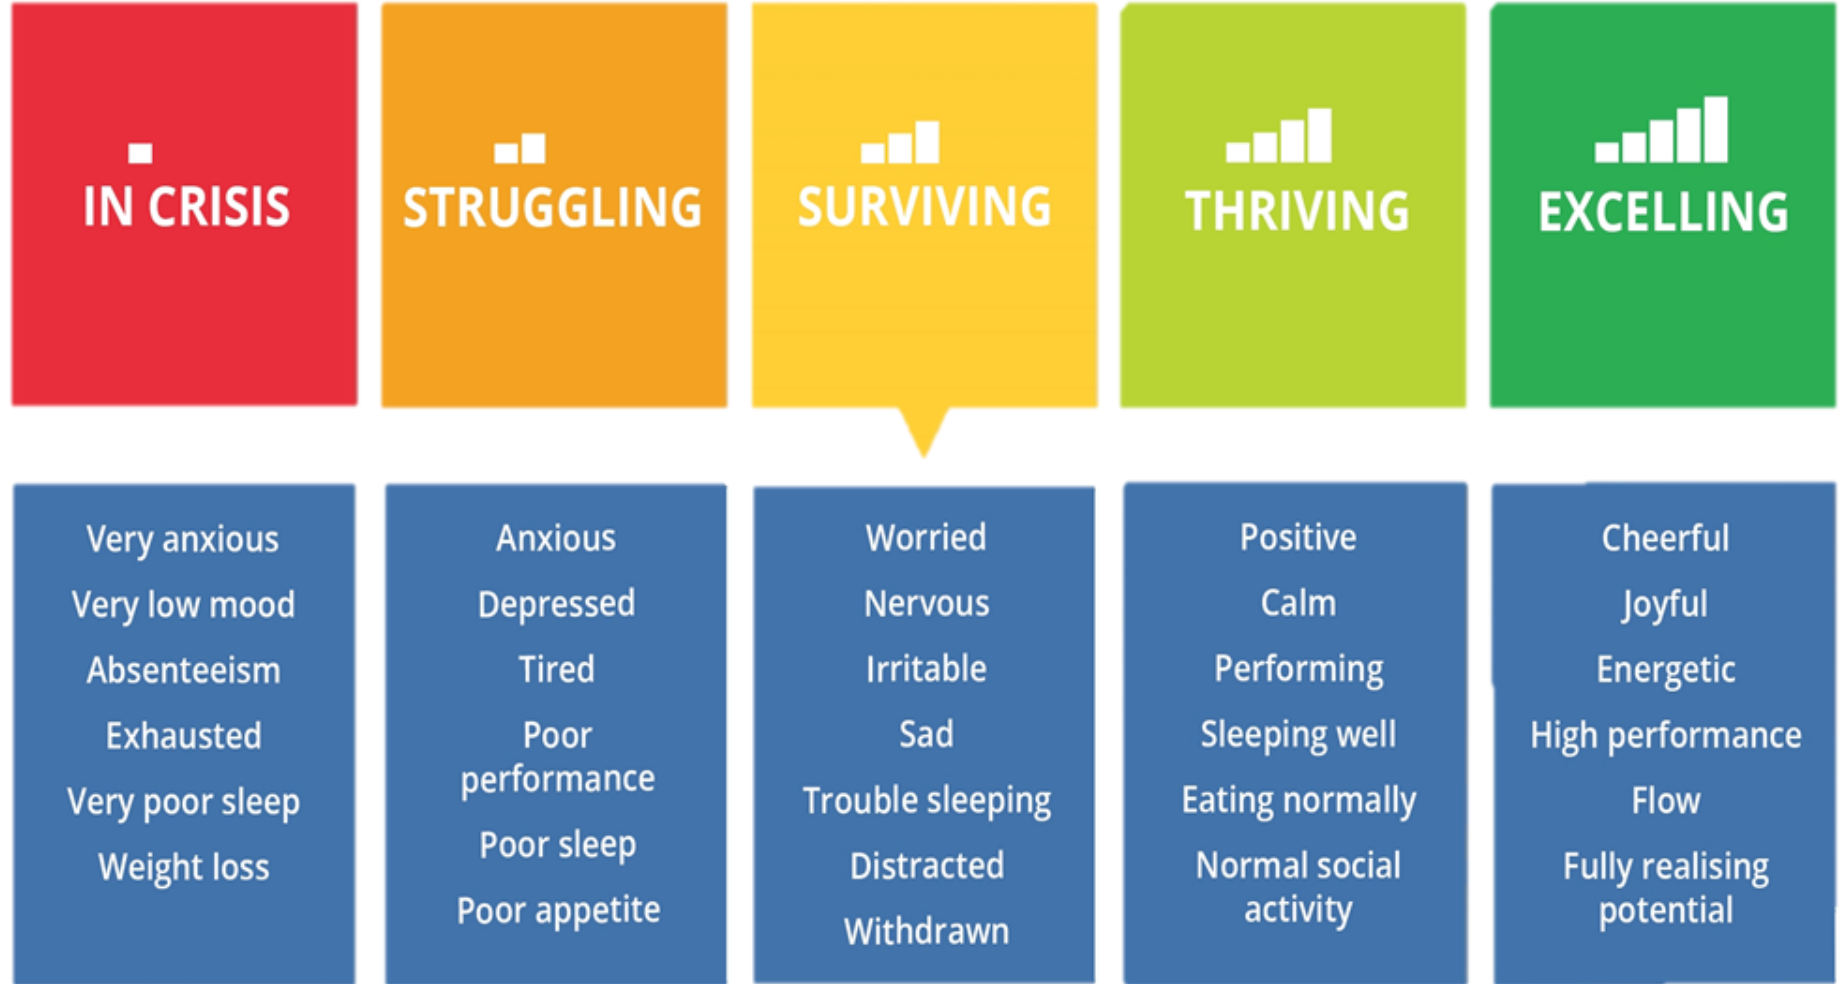 IN CRISIS
STRUGGLING
SURVIVING
THRIVING
EXCELLING
Very anxious
Very low mood
Absenteeism
Exhausted
Very poor sleep
Weight loss
Anxious
Depressed
Tired
Poor
performance
Poor sleep
Poor appetite
Worried
Nervous
Irritable
Sad
Trouble sleeping
Distracted
Withdrawn
Positive
Calm
Performing
Sleeping well
Eating normally
Normal social
activity
Cheerful
Joyful
Energetic
High performance
Flow
Fully realising
potential